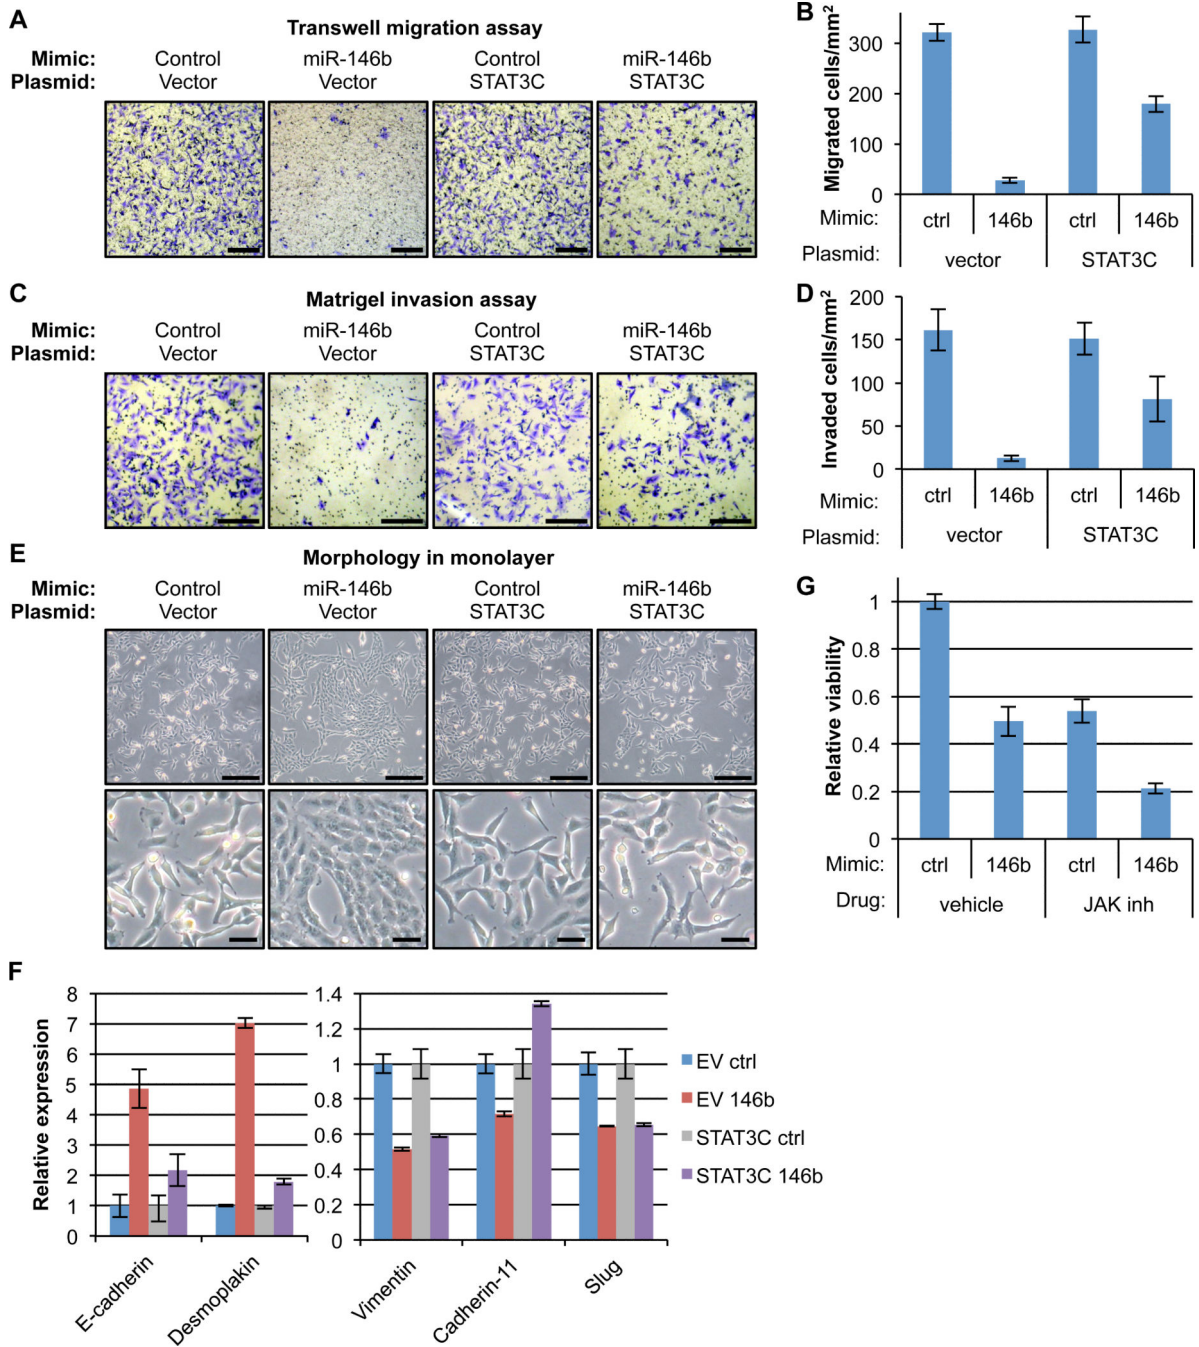 A
Transwell migration assay
Mimic: Control miR-146b Control miR-146b
Plasmid: Vector Vector STAT3C STAT3C
B
Migrated cells/mm²
300
200
100
0
Mimic: ctrl 146b ctrl 146b
Plasmid: vector STAT3C
C
Matrigel invasion assay
Mimic: Control miR-146b Control miR-146b
Plasmid: Vector Vector STAT3C STAT3C
D
Invaded cells/mm²
200
150
100
50
0
Mimic: ctrl 146b ctrl 146b
Plasmid: vector STAT3C
E
Morphology in monolayer
Mimic: Control miR-146b Control miR-146b
Plasmid: Vector Vector STAT3C STAT3C
G
Relative viability
1
0.8
0.6
0.4
0.2
0
Mimic: ctrl 146b ctrl 146b
Drug: vehicle JAK inh
F
Relative expression
8
7
6
5
4
3
2
1
0
E-cadherin
Desmoplakin
1.4
1.2
1
0.8
0.6
0.4
0.2
0
Vimentin
Cadherin-11
Slug
EV ctrl
EV 146b
STAT3C ctrl
STAT3C 146b